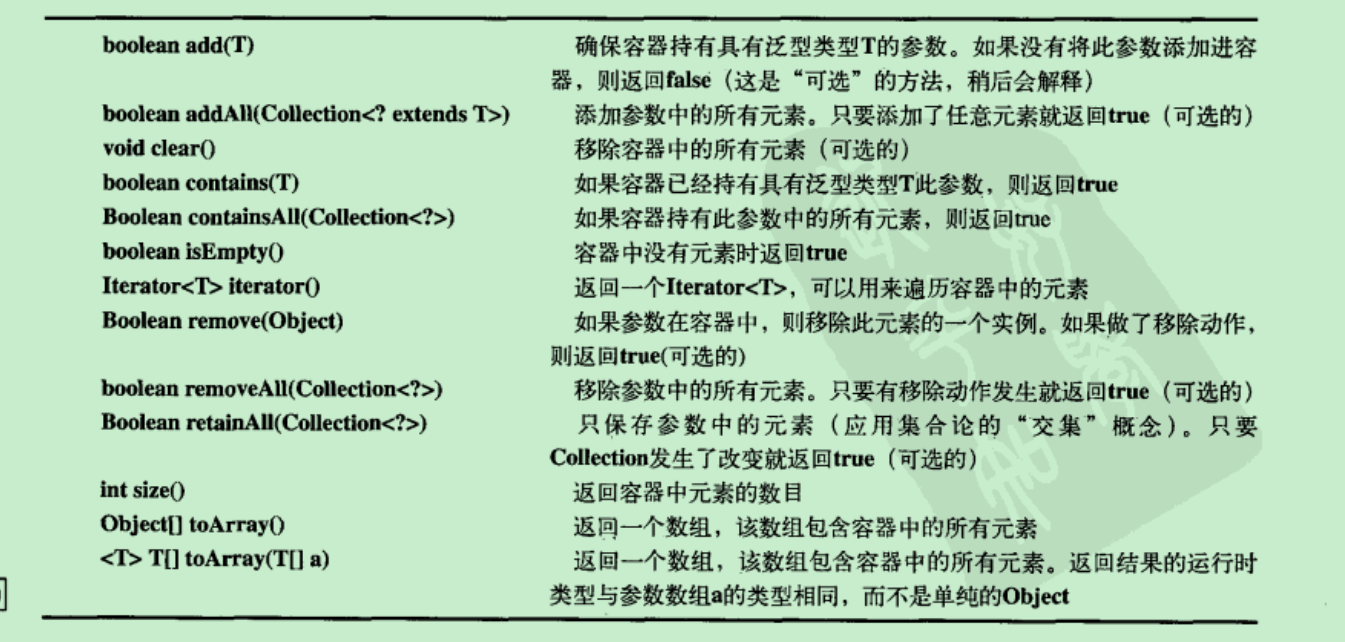 boolean add(T) 确保容器持有具有泛型类型T的参数。如果没有将此参数添加进容
器，则返回false（这是“可选”的方法，稍后会解释）
boolean addAll(Collection<? extends T>) 添加参数中的所有元素。只要添加了任意元素就返回true（可选的）
void clear() 移除容器中的所有元素（可选的）
boolean contains(T) 如果容器已经持有具有泛型类型T此参数，则返回true
Boolean containsAll(Collection<?>) 如果容器持有此参数中的所有元素，则返回true
boolean isEmpty() 容器中没有元素时返回true
Iterator<T> iterator() 返回一个Iterator<T>，可以用来遍历容器中的元素
Boolean remove(Object) 如果参数在容器中，则移除此元素的一个实例。如果做了移除动作，
则返回true(可选的)
boolean removeAll(Collection<?>) 移除参数中的所有元素。只要有移除动作发生就返回true（可选的）
Boolean retainAll(Collection<?>) 只保存参数中的元素（应用集合论的“交集”概念）。只要
Collection发生了改变就返回true（可选的）
int size() 返回容器中元素的数目
Object[] toArray() 返回一个数组，该数组包含容器中的所有元素
<T> T[] toArray(T[] a) 返回一个数组，该数组包含容器中的所有元素。返回结果的运行时
类型与参数数组a的类型相同，而不是单纯的Object